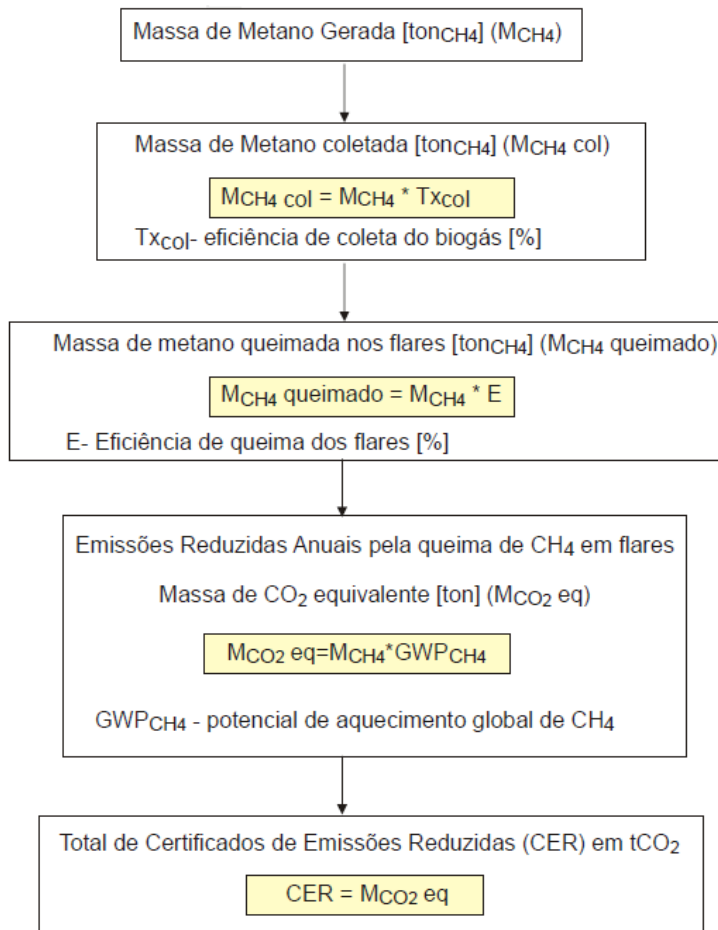 Massa de Metano Gerada [tonCH4] (MCH4)
Massa de Metano coletada [tonCH4] (MCH4 col)
MCH4 col = MCH4 * Txcol
Txcol- eficiência de coleta do biogás [%]
Massa de metano queimada nos flares [tonCH4] (MCH4 queimado)
MCH4 queimado = MCH4 * E
E- Eficiência de queima dos flares [%]
Emissões Reduzidas Anuais pela queima de CH4 em flares
Massa de CO2 equivalente [ton] (MCO2 eq)
MCO2 eq=MCH4*GWPCH4
GWPCH4 - potencial de aquecimento global de CH4
Total de Certificados de Emissões Reduzidas (CER) em tCO2
CER = MCO2 eq